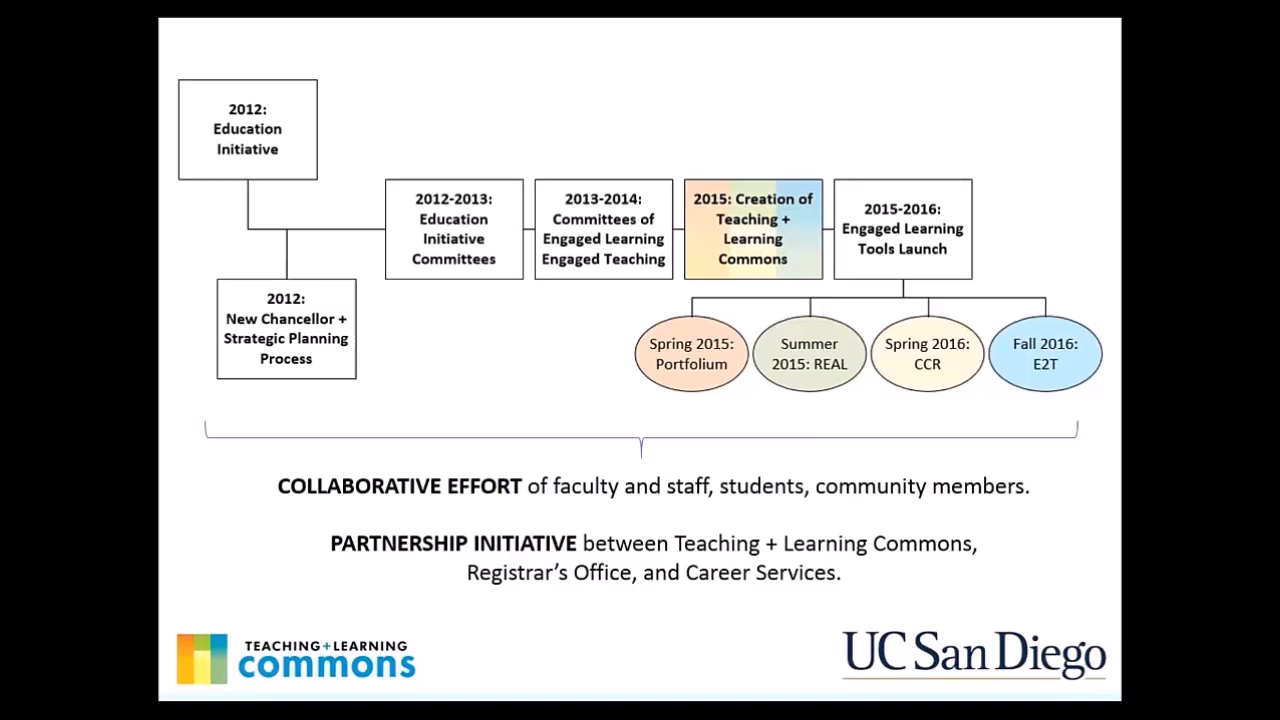 2012:
Education
Initiative
2012-2013:
Education
Initiative
Committees
2013-2014:
Committees of
Engaged Learning
Engaged Teaching
2015: Creation of
Teaching +
Learning
Commons
2015-2016:
Engaged Learning
Tools Launch
2012:
New Chancellor +
Strategic Planning
Process
Spring 2015:
Portfolium
Summer
2015: REAL
Spring 2016:
CCR
Fall 2016:
E2T
COLLABORATIVE EFFORT of faculty and staff, students, community members.
PARTNERSHIP INITIATIVE between Teaching + Learning Commons,
Registrar’s Office, and Career Services.
TEACHING+LEARNING
commons
UC San Diego